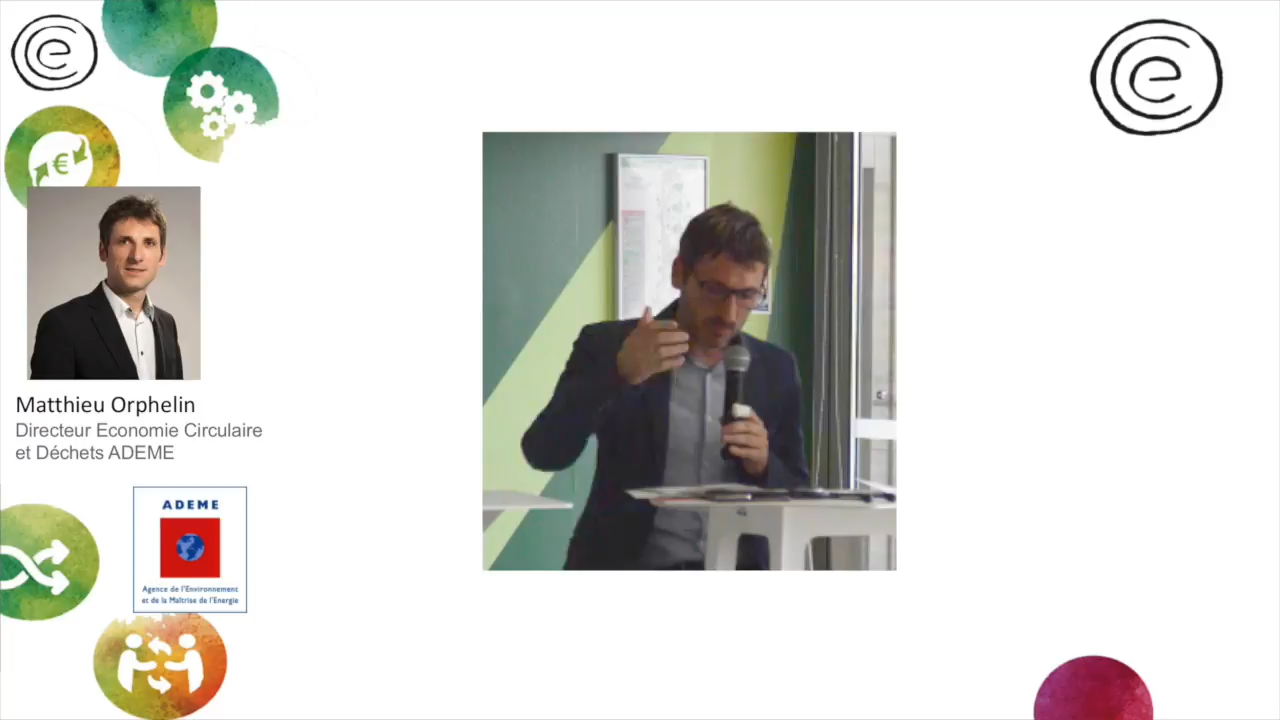 e
e
€
Matthieu Orphelin
Directeur Economie Circulaire
et Déchets ADEME
ADEME
Agence de l'Environnement
et de la Maîtrise de l'Energie